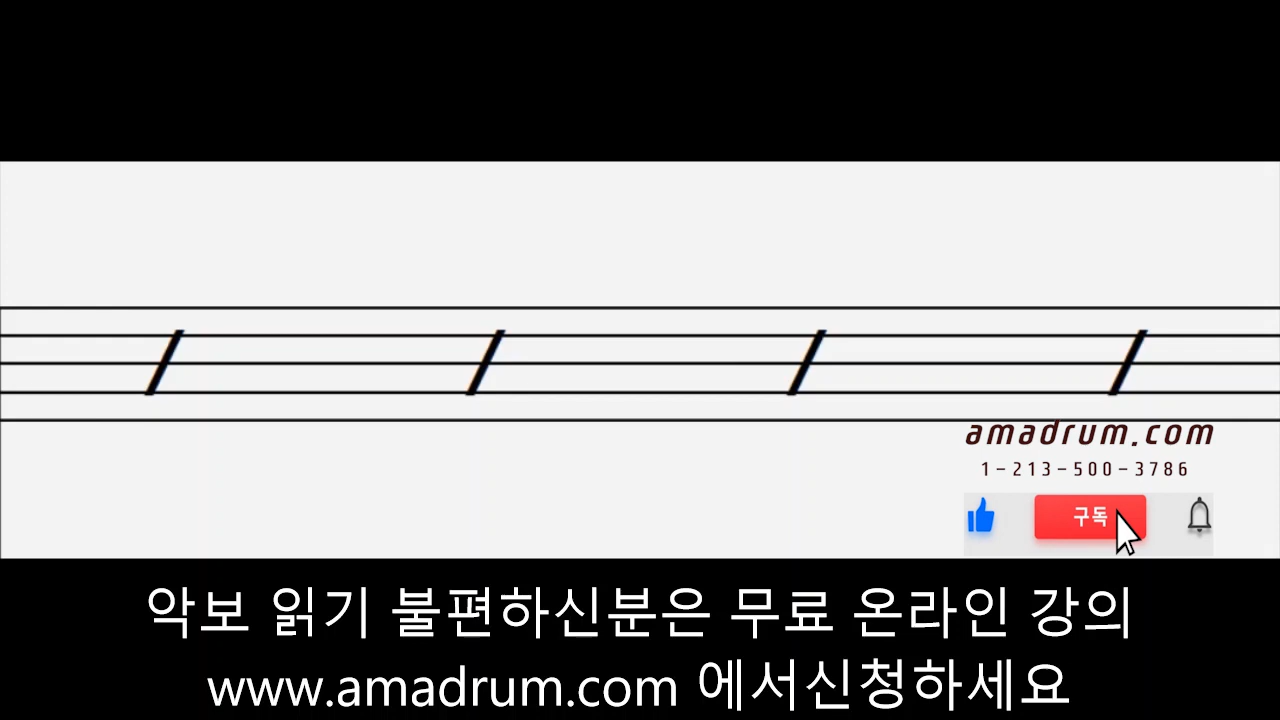 amadrum.com
1-213-500-3786
구독
악보 읽기 불편하신분은 무료 온라인 강의
www.amadrum.com 에서신청하세요